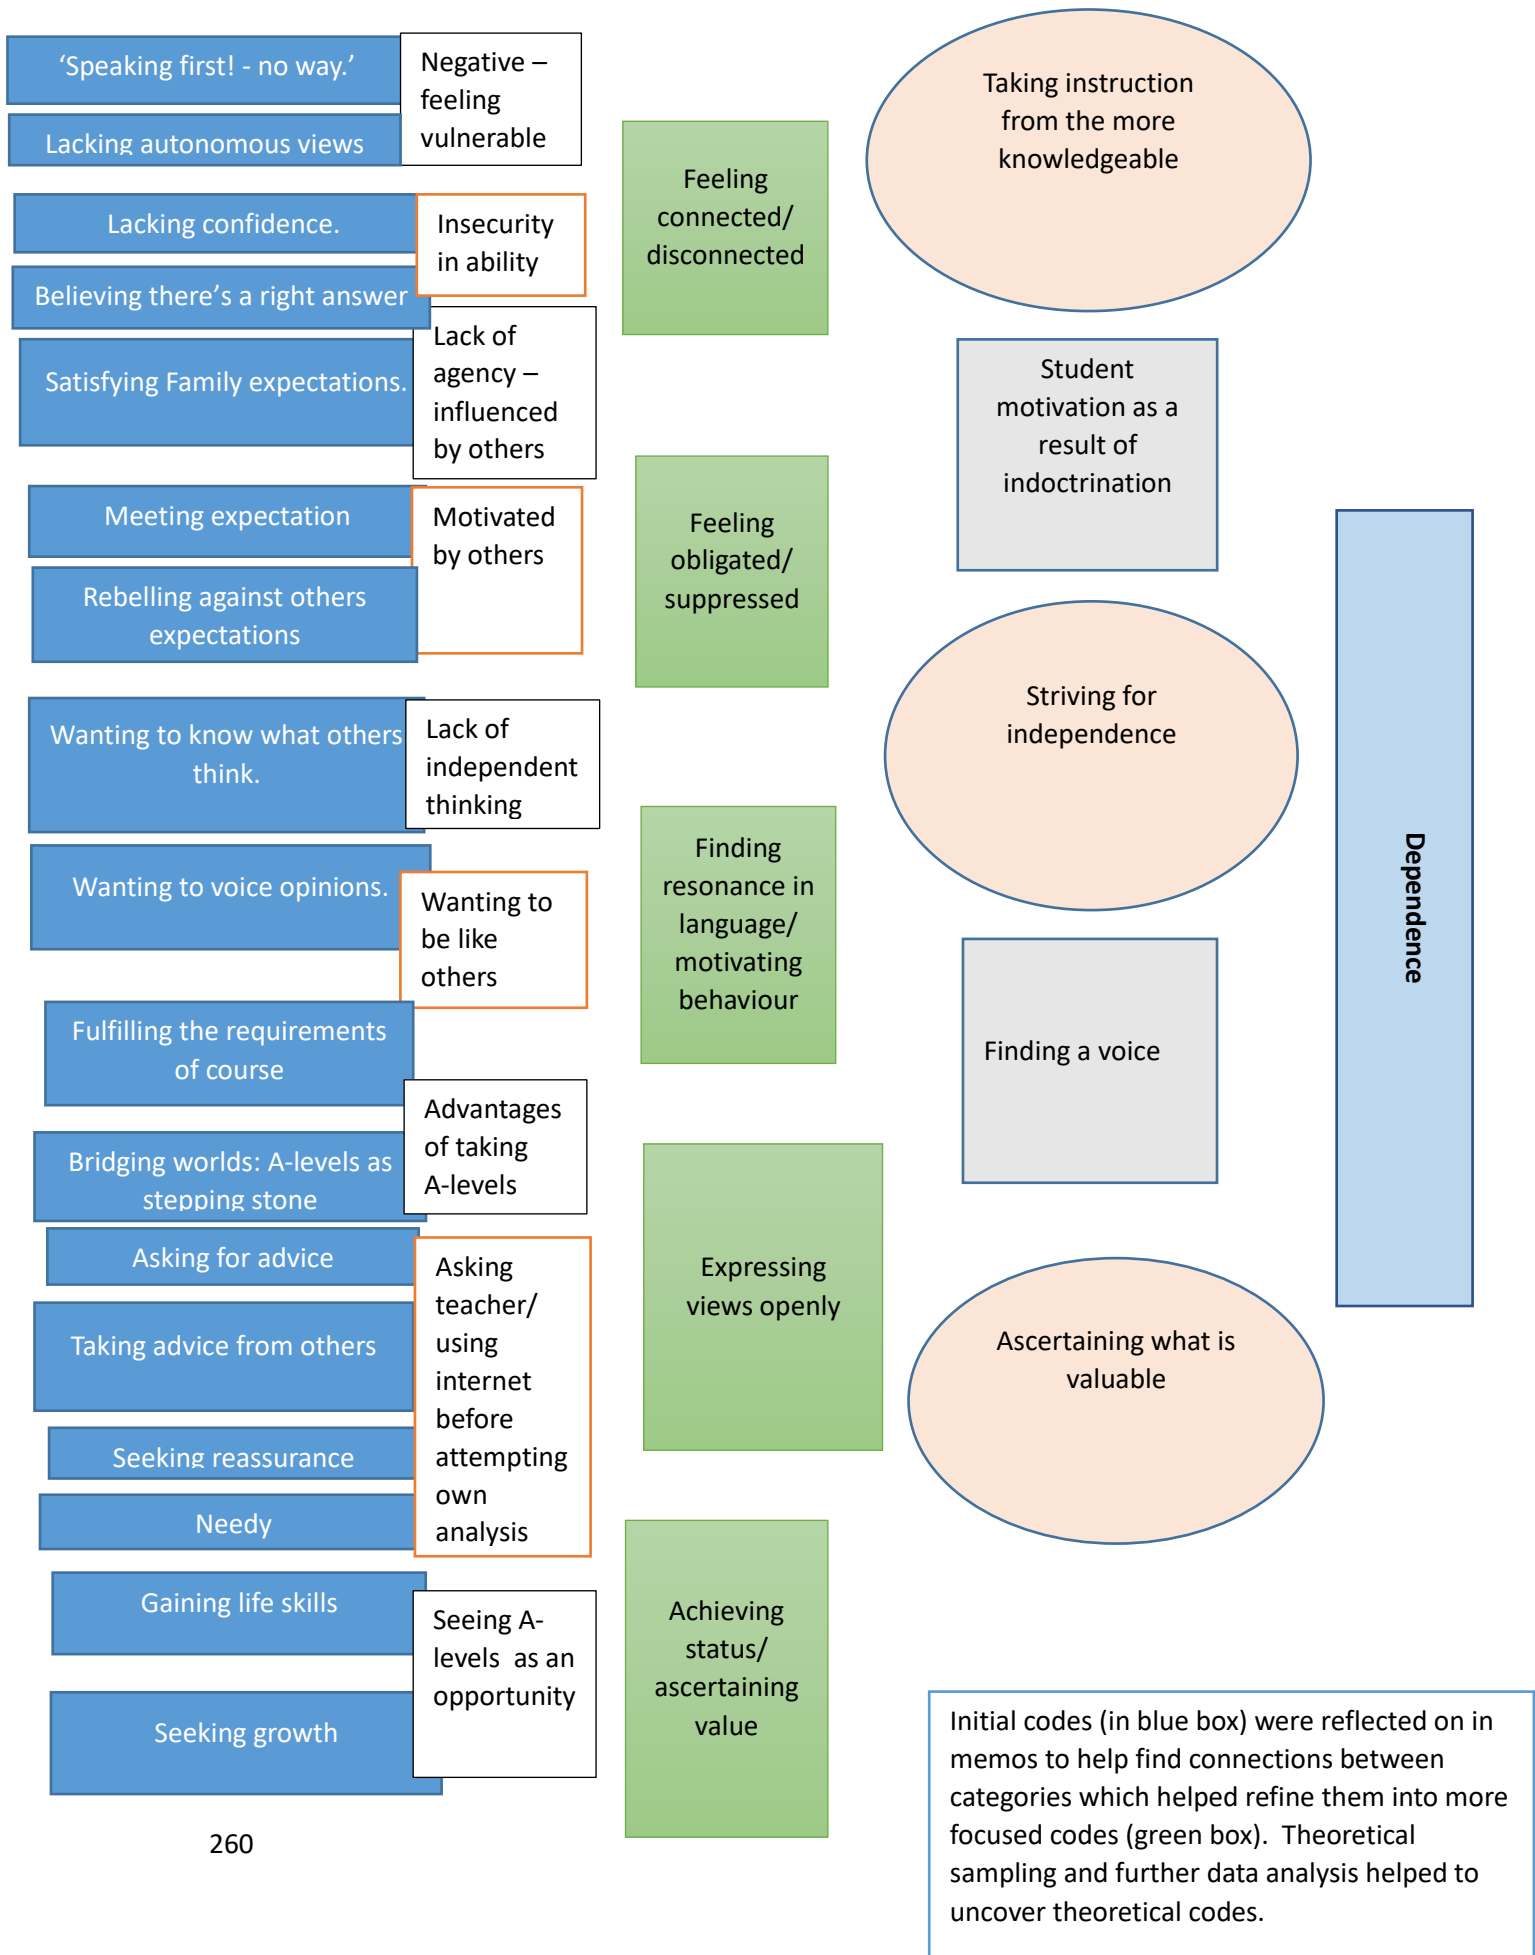 ‘Speaking first! - no way.’
Lacking autonomous views
Negative –
feeling
vulnerable
Lacking confidence.
Insecurity
in ability
Believing there’s a right answer
Satisfying Family expectations.
Lack of
agency –
influenced
by others
Meeting expectation
Motivated
by others
Rebelling against others
expectations
Wanting to know what others
think.
Lack of
independent
thinking
Wanting to voice opinions.
Wanting to
be like
others
Fulfilling the requirements
of course
Advantages
of taking
A-levels
Bridging worlds: A-levels as
stepping stone
Asking for advice
Taking advice from others
Seeking reassurance
Needy
Asking
teacher/
using
internet
before
attempting
own
analysis
Gaining life skills
Seeking growth
Seeing A-
levels  as an
opportunity
Feeling
connected/
disconnected
Feeling
obligated/
suppressed
Finding
resonance in
language/
motivating
behaviour
Expressing
views openly
Achieving
status/
ascertaining
value
Taking instruction
from the more
knowledgeable
Student
motivation as a
result of
indoctrination
Striving for
independence
Finding a voice
Ascertaining what is
valuable
Dependence
Initial codes (in blue box) were reflected on in
memos to help find connections between
categories which helped refine them into more
focused codes (green box).  Theoretical
sampling and further data analysis helped to
uncover theoretical codes.
260